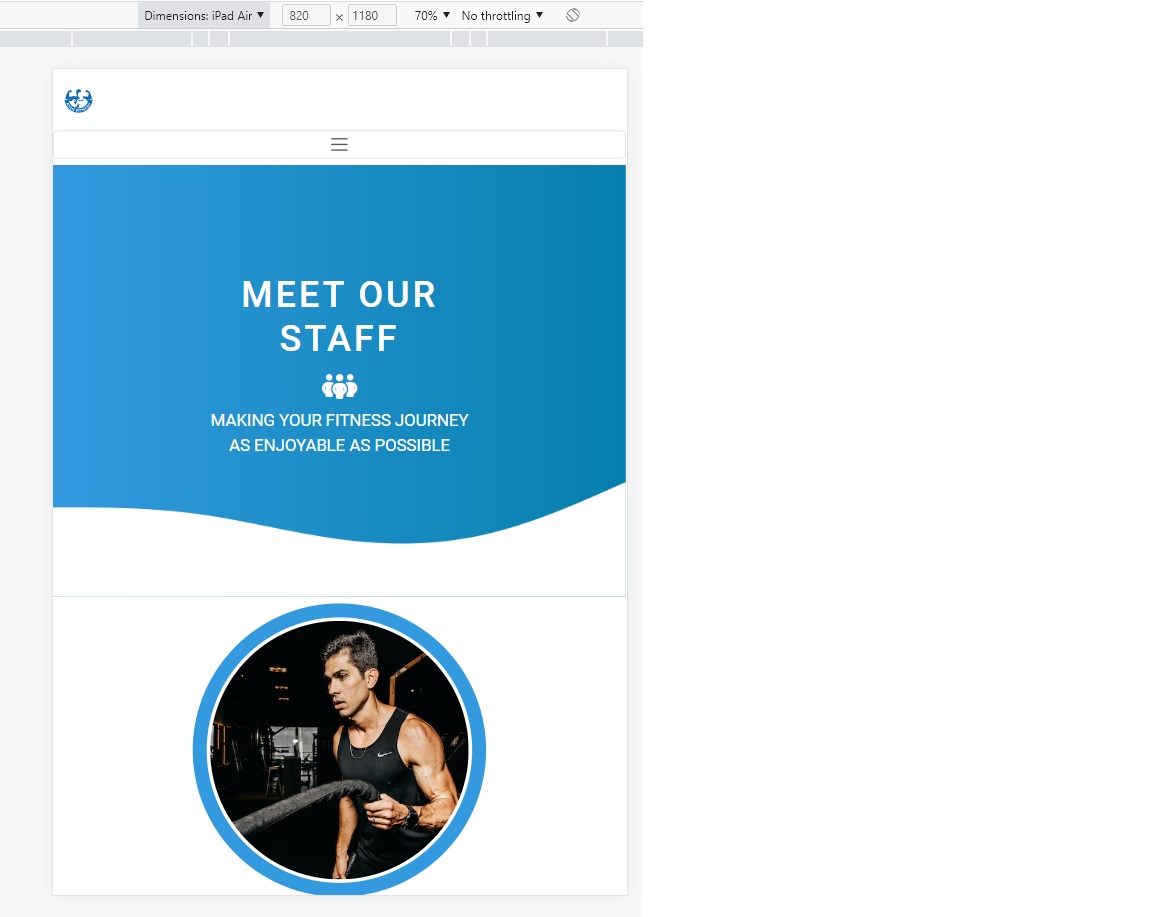 Dimensions: iPad Air ▼ 820 × 1180 70% ▼ No throttling ▼
MEET OUR
STAFF
MAKING YOUR FITNESS JOURNEY
AS ENJOYABLE AS POSSIBLE